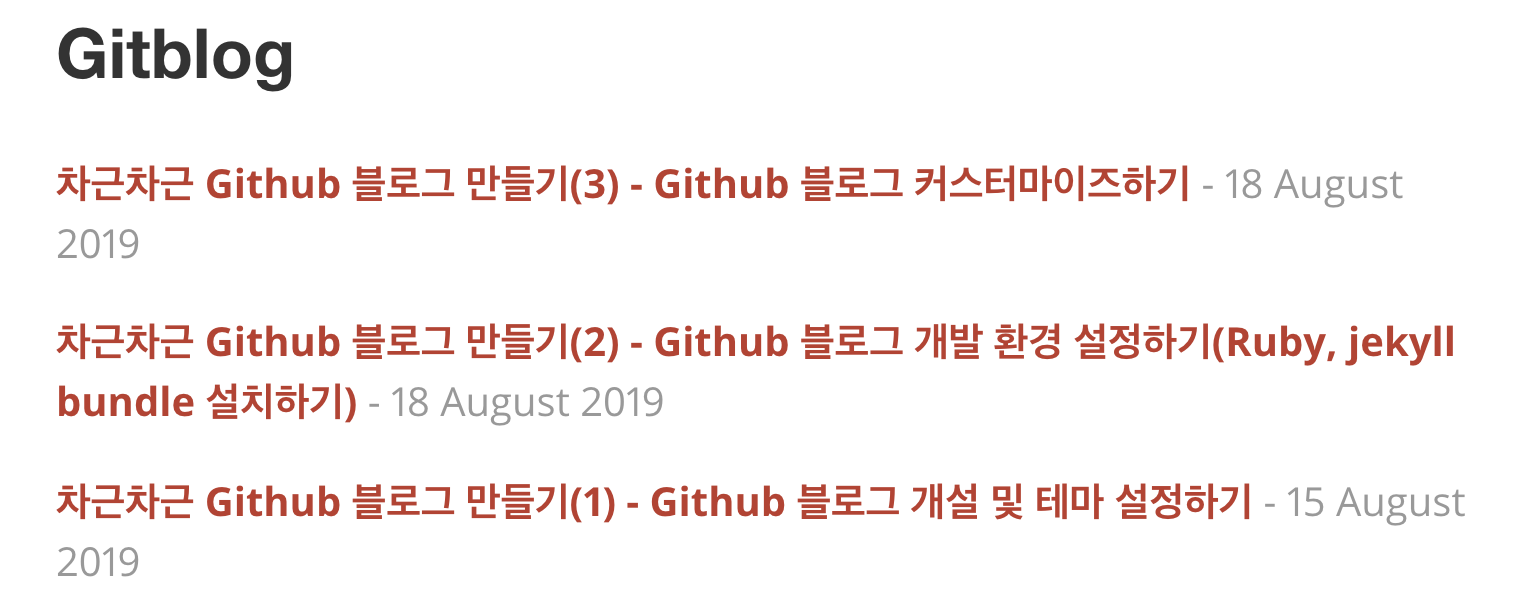 Gitblog
차근차근 Github 블로그 만들기(3) - Github 블로그 커스터마이즈하기 - 18 August
2019
차근차근 Github 블로그 만들기(2) - Github 블로그 개발 환경 설정하기(Ruby, jekyll
bundle 설치하기) - 18 August 2019
차근차근 Github 블로그 만들기(1) - Github 블로그 개설 및 테마 설정하기 - 15 August
2019